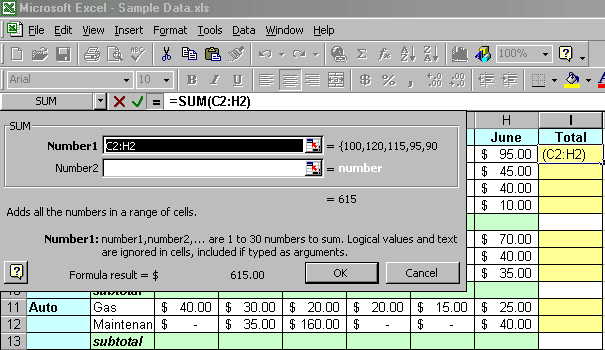 Microsoft Excel - Sample Data.xls
File Edit View Insert Format Tools Data Window Help
100%
Arial 10 B I U $ % ,
SUM =SUM(C2:H2)
H I
SUM
June Total
Number1 C2:H2 = {100,120,115,95,90
$ 95.00 (C2:H2)
Number2 = number
$ 45.00
$ 40.00
= 615
$ 10.00
Adds all the numbers in a range of cells.
Number1: number1,number2,... are 1 to 30 numbers to sum. Logical values and text
$ 70.00
are ignored in cells, included if typed as arguments.
$ 40.00
Formula result = $ 615.00 OK Cancel
$ 35.00
subtotal
11 Auto Gas $ 40.00 $ 30.00 $ 20.00 $ 20.00 $ 15.00 $ 25.00
12 Maintenan $ - $ 35.00 $ 160.00 $ - $ - $ 40.00
13 subtotal